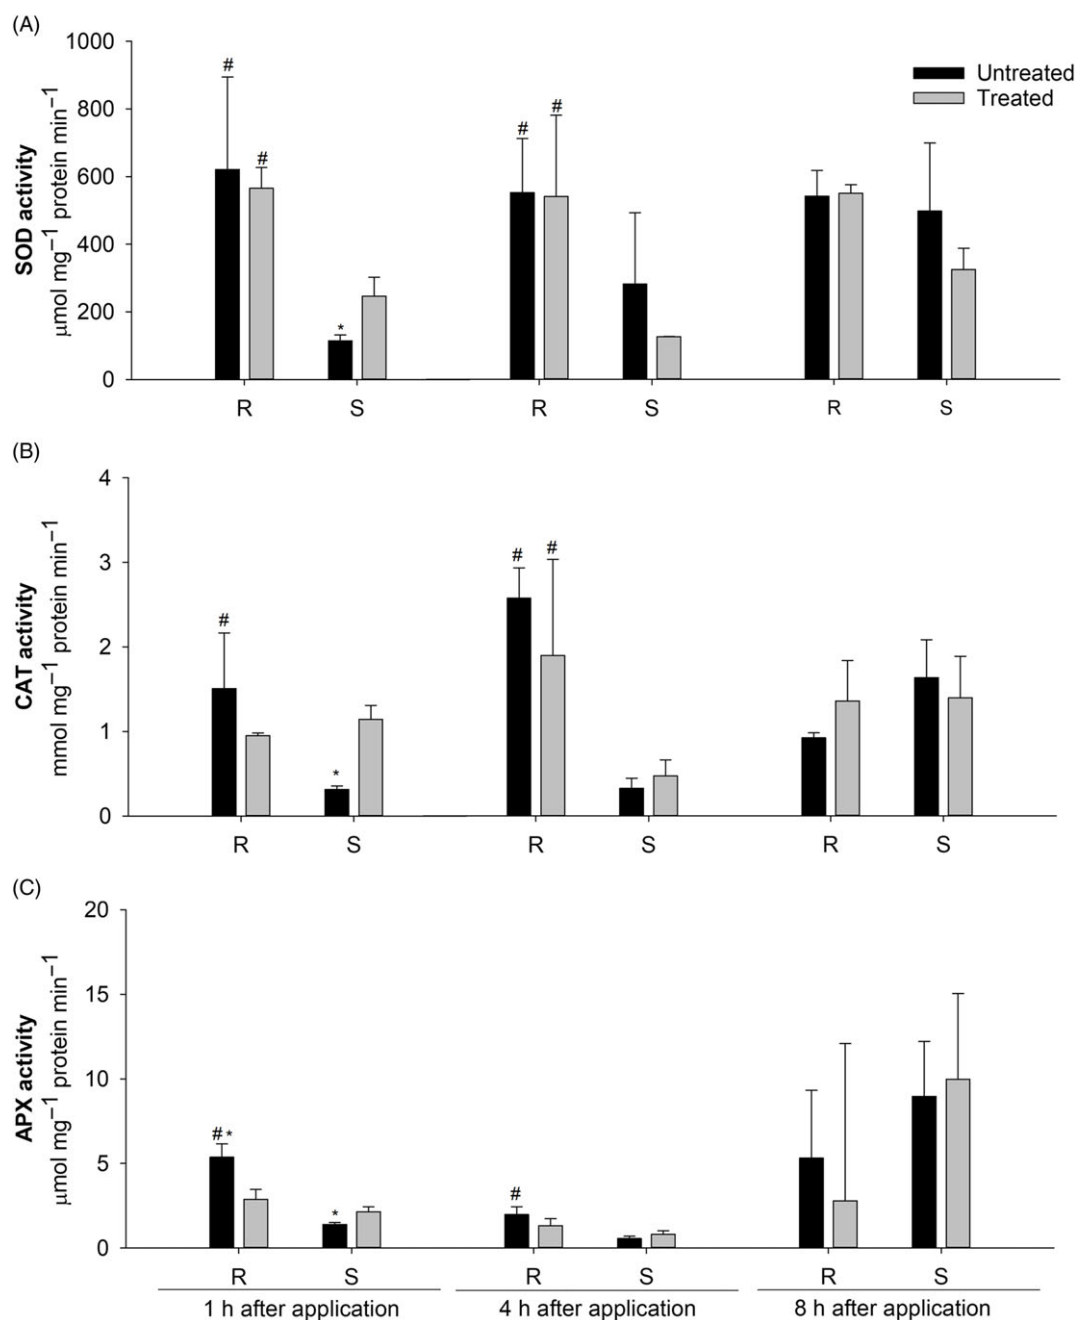 (A)
1000
800
600
400
200
0
SOD activity
μmol mg⁻¹ protein min⁻¹
Untreated
Treated
#
#
*
#
#
R
S
R
S
R
S
(B)
4
3
2
1
0
CAT activity
mmol mg⁻¹ protein min⁻¹
#
*
#
#
R
S
R
S
R
S
(C)
20
15
10
5
0
APX activity
μmol mg⁻¹ protein min⁻¹
#*
*
#
R
S
R
S
R
S
1 h after application
4 h after application
8 h after application